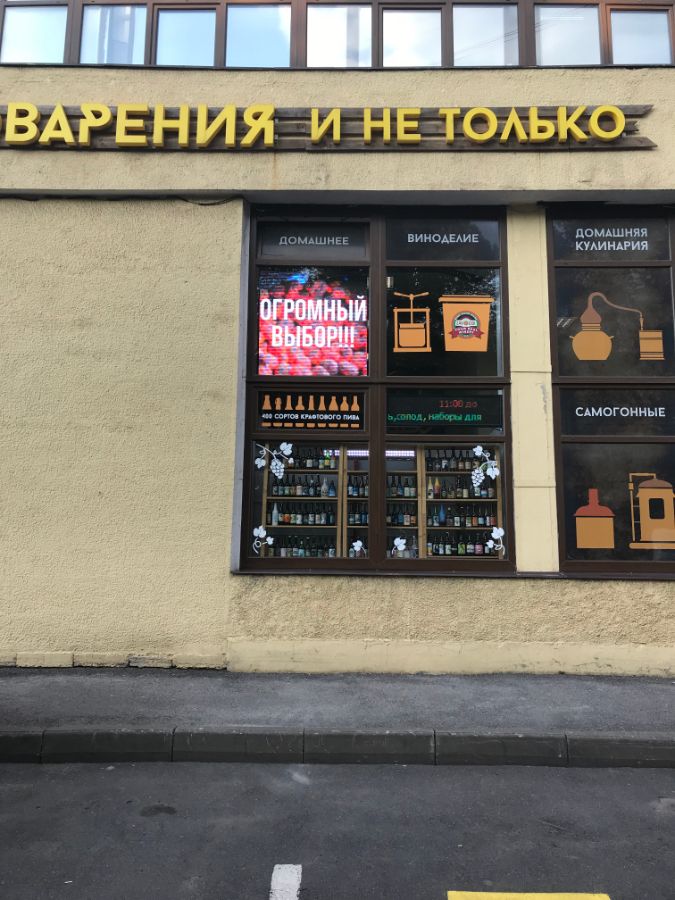 ВАРЕНИЯ И НЕ ТОЛЬКО
ДОМАШНЕЕ
ВИНОДЕЛИЕ
ДОМАШНЯЯ
КУЛИНАРИЯ
ОГРОМНЫЙ
ВЫБОР!!!
400 СОРТОВ КРАФТОВОГО ПИВА
11:00 до
ь,солод, наборы для
САМОГОННЫЕ